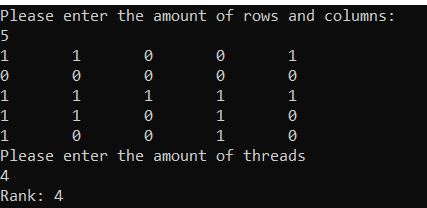 Please enter the amount of rows and columns:
5
1 1 0 0 1
0 0 0 0 0
1 1 1 1 1
1 1 0 1 0
1 0 0 1 0
Please enter the amount of threads
4
Rank: 4